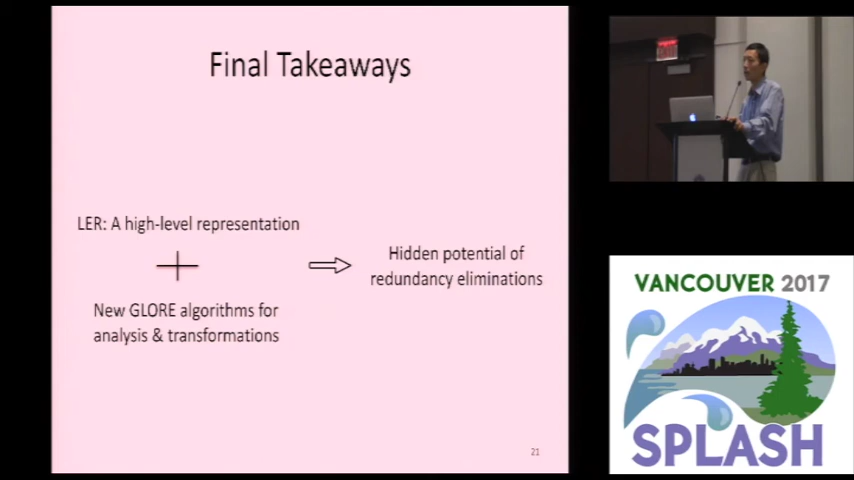 Final Takeaways
LER: A high-level representation
New GLORE algorithms for
analysis & transformations
Hidden potential of
redundancy eliminations
21
VANCOUVER 2017
SPLASH